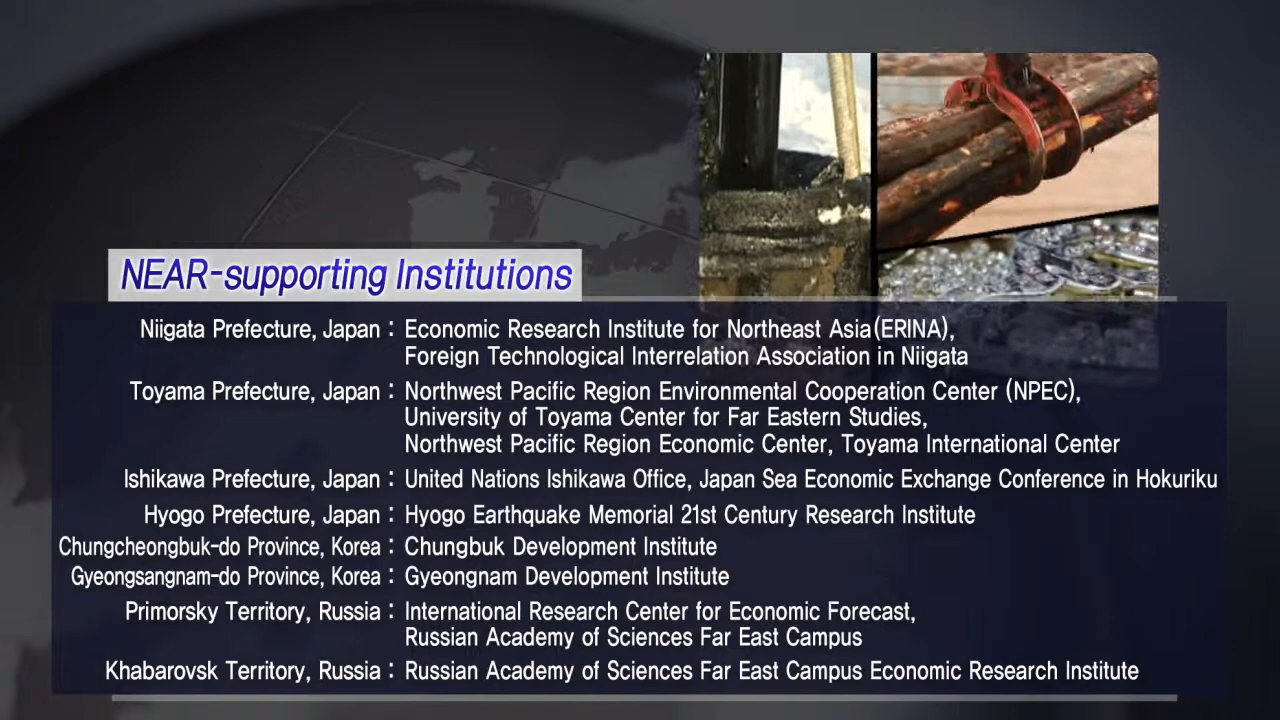 NEAR-supporting Institutions
Niigata Prefecture, Japan : Economic Research Institute for Northeast Asia(ERINA),
Foreign Technological Interrelation Association in Niigata
Toyama Prefecture, Japan : Northwest Pacific Region Environmental Cooperation Center (NPEC),
University of Toyama Center for Far Eastern Studies,
Northwest Pacific Region Economic Center, Toyama International Center
Ishikawa Prefecture, Japan : United Nations Ishikawa Office, Japan Sea Economic Exchange Conference in Hokuriku
Hyogo Prefecture, Japan : Hyogo Earthquake Memorial 21st Century Research Institute
Chungcheongbuk-do Province, Korea : Chungbuk Development Institute
Gyeongsangnam-do Province, Korea : Gyeongnam Development Institute
Primorsky Territory, Russia : International Research Center for Economic Forecast,
Russian Academy of Sciences Far East Campus
Khabarovsk Territory, Russia : Russian Academy of Sciences Far East Campus Economic Research Institute